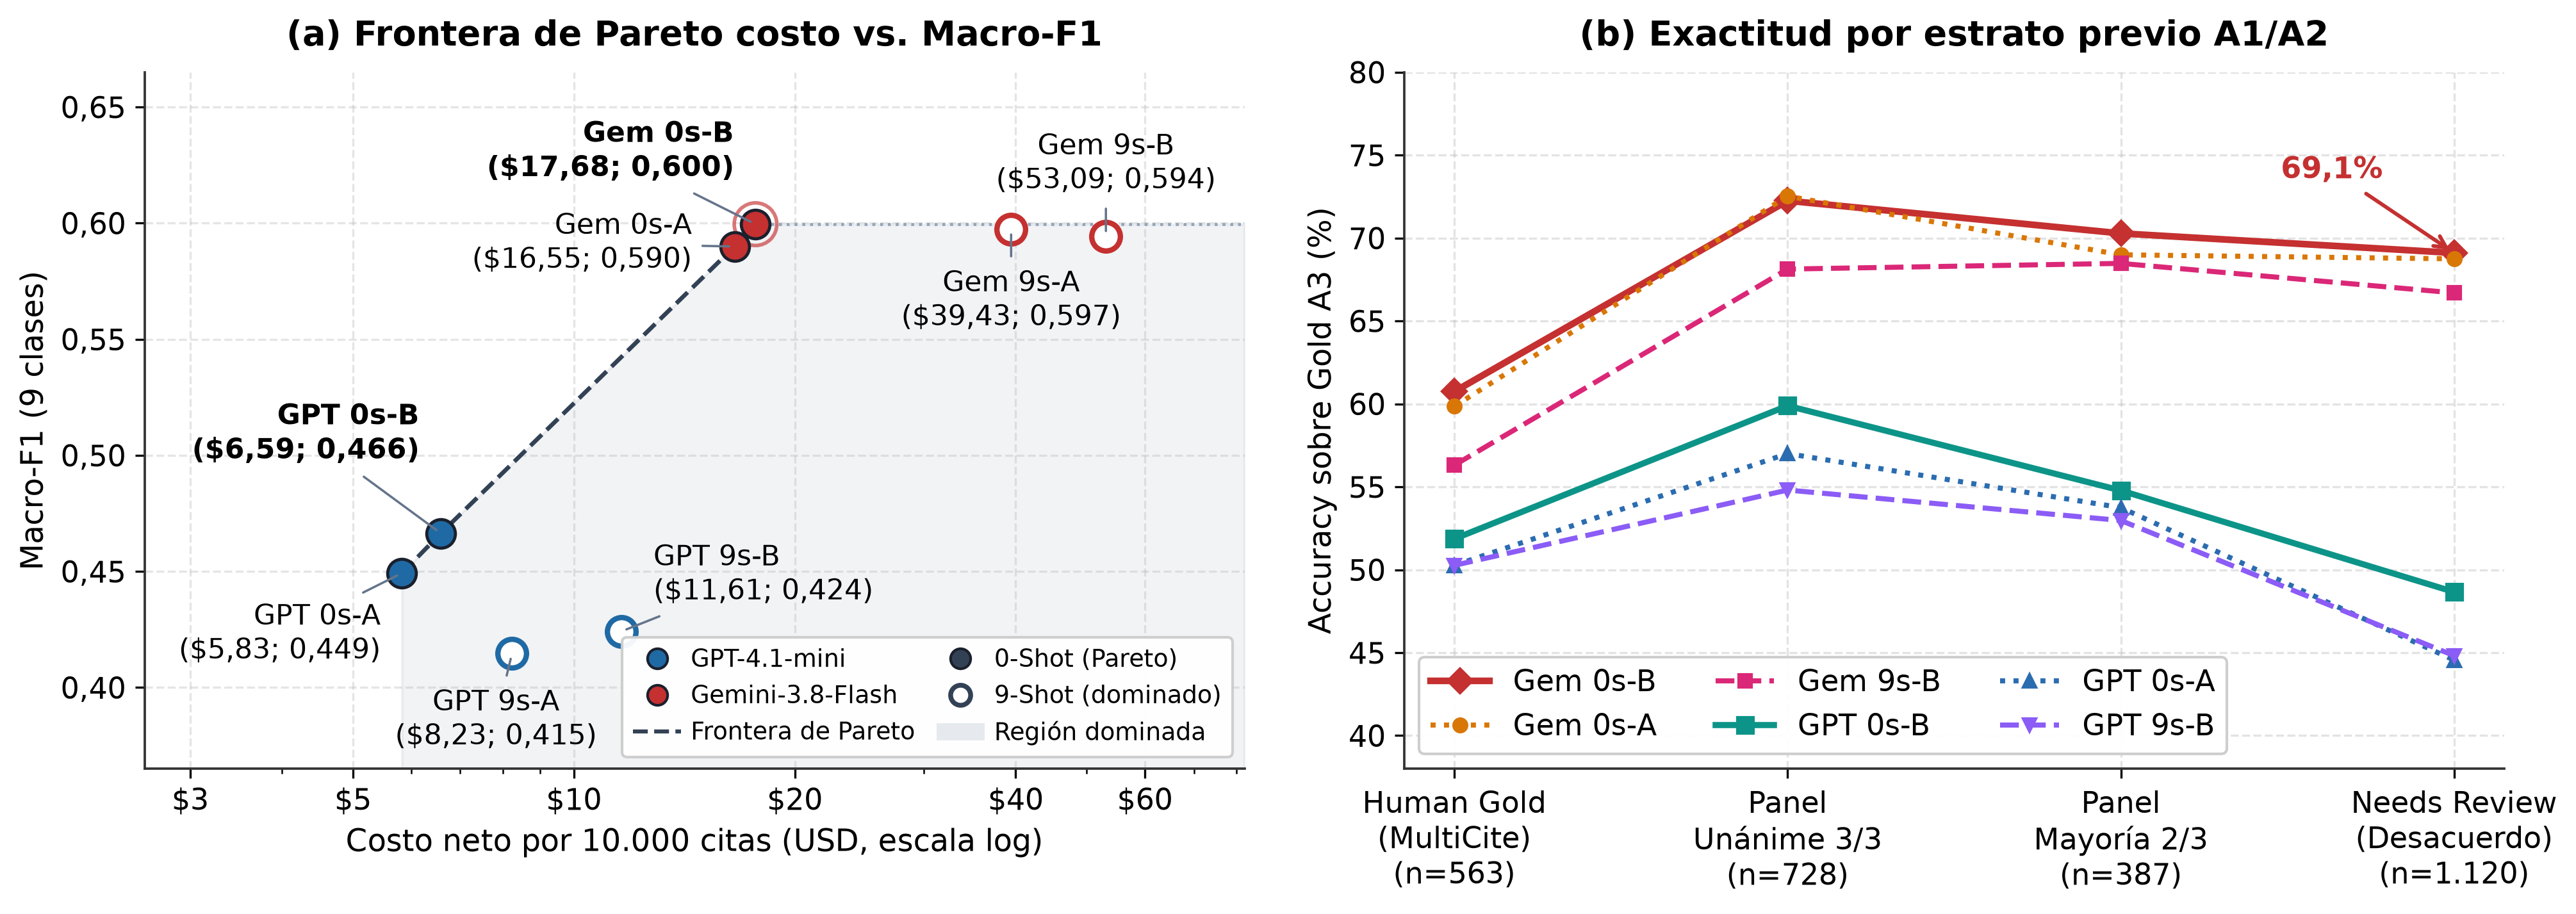 (a) Frontera de Pareto costo vs. Macro-F1
Macro-F1 (9 clases)
0,65
0,60
0,55
0,50
0,45
0,40
Gem 0s-B
($17,68; 0,600)
Gem 0s-A
($16,55; 0,590)
Gem 9s-B
($53,09; 0,594)
Gem 9s-A
($39,43; 0,597)
GPT 0s-B
($6,59; 0,466)
GPT 0s-A
($5,83; 0,449)
GPT 9s-B
($11,61; 0,424)
GPT 9s-A
($8,23; 0,415)
GPT-4.1-mini
Gemini-3.8-Flash
Frontera de Pareto
0-Shot (Pareto)
9-Shot (dominado)
Región dominada
$3
$5
$10
$20
$40
$60
Costo neto por 10.000 citas (USD, escala log)
(b) Exactitud por estrato previo A1/A2
Accuracy sobre Gold A3 (%)
80
75
70
65
60
55
50
45
40
69,1%
Gem 0s-B
Gem 0s-A
Gem 9s-B
GPT 0s-B
GPT 0s-A
GPT 9s-B
Human Gold
(MultiCite)
(n=563)
Panel
Unánime 3/3
(n=728)
Panel
Mayoría 2/3
(n=387)
Needs Review
(Desacuerdo)
(n=1.120)